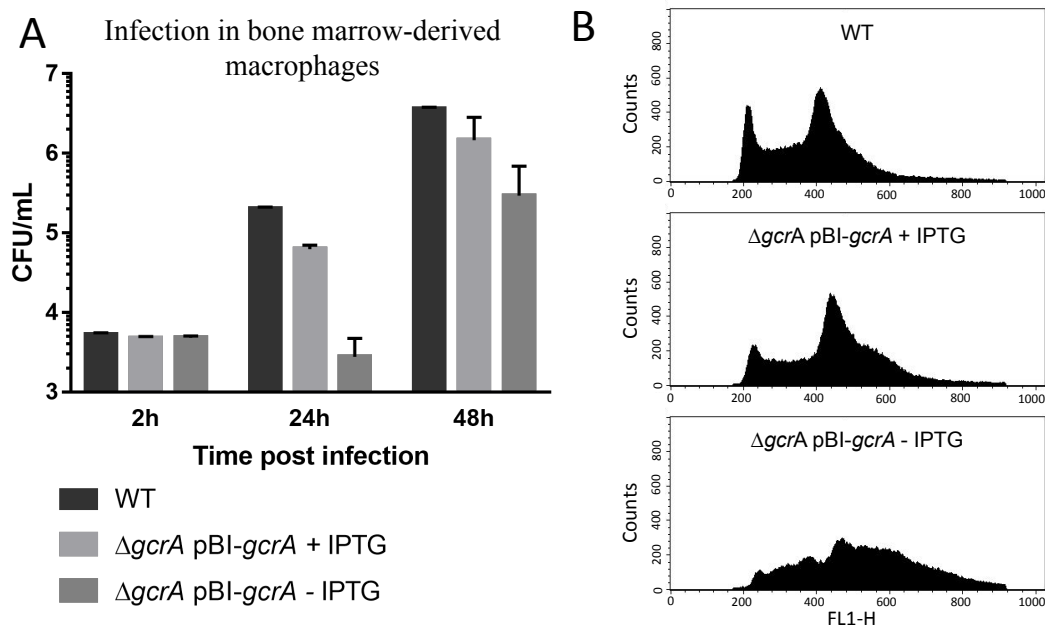 A
Infection in bone marrow-derived
macrophages
CFU/mL
7
6
5
4
3
2h 24h 48h
Time post infection
WT
ΔgcrA pBI-gcrA + IPTG
ΔgcrA pBI-gcrA - IPTG
B
WT
Counts
800
600
400
200
0
0 200 400 600 800 1000
ΔgcrA pBI-gcrA + IPTG
Counts
800
600
400
200
0
0 200 400 600 800 1000
ΔgcrA pBI-gcrA - IPTG
Counts
800
600
400
200
0
0 200 400 600 800 1000
FL1-H